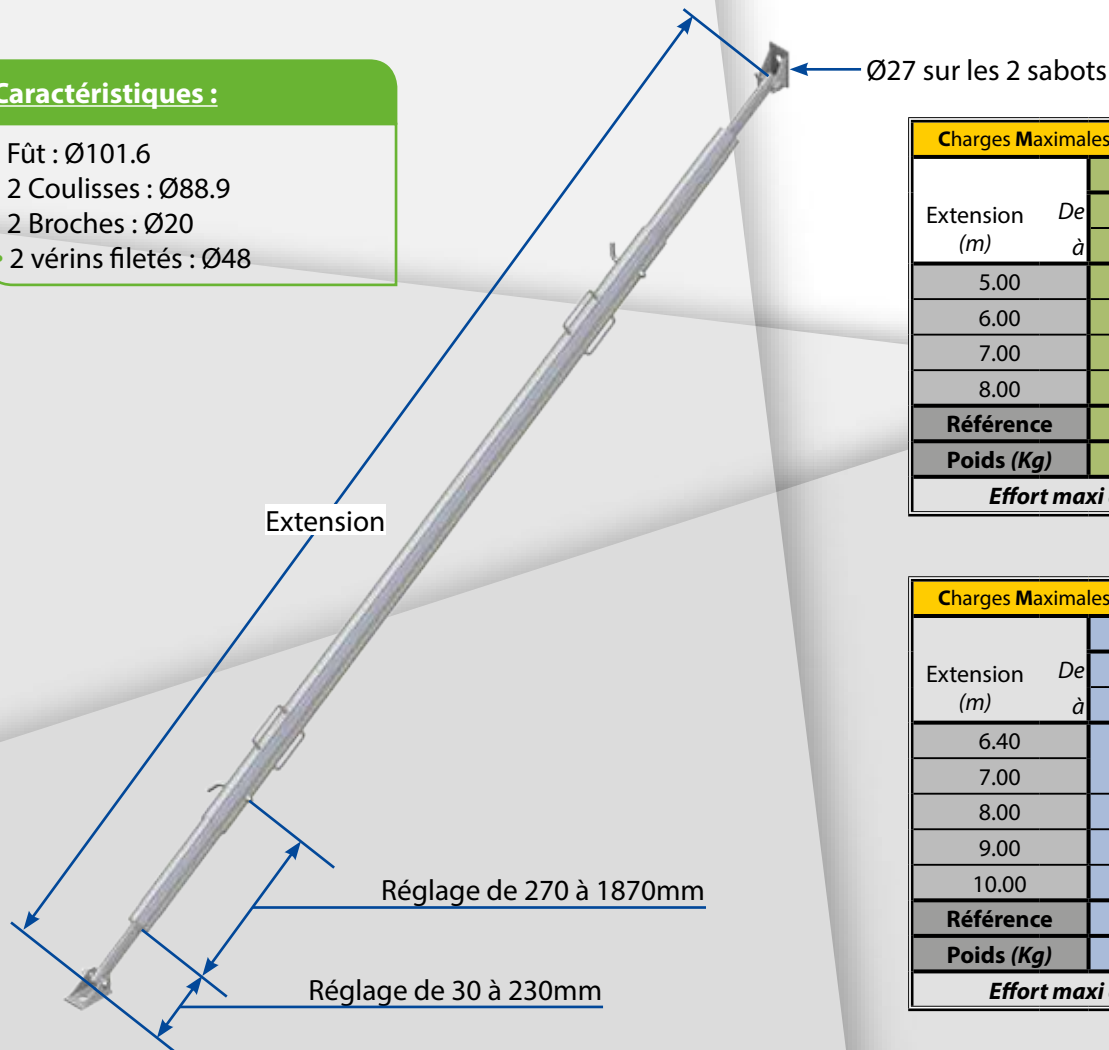 Caractéristiques :
Fût : Ø101.6
2 Coulisses : Ø88.9
2 Broches : Ø20
• 2 vérins filetés : Ø48
Ø27 sur les 2 sabots
Extension
Réglage de 270 à 1870mm
Réglage de 30 à 230mm
Charges Maximales
Extension De
(m) à
5.00
6.00
7.00
8.00
Référence
Poids (Kg)
Effort maxi
Charges Maximales
Extension De
(m) à
6.40
7.00
8.00
9.00
10.00
Référence
Poids (Kg)
Effort maxi